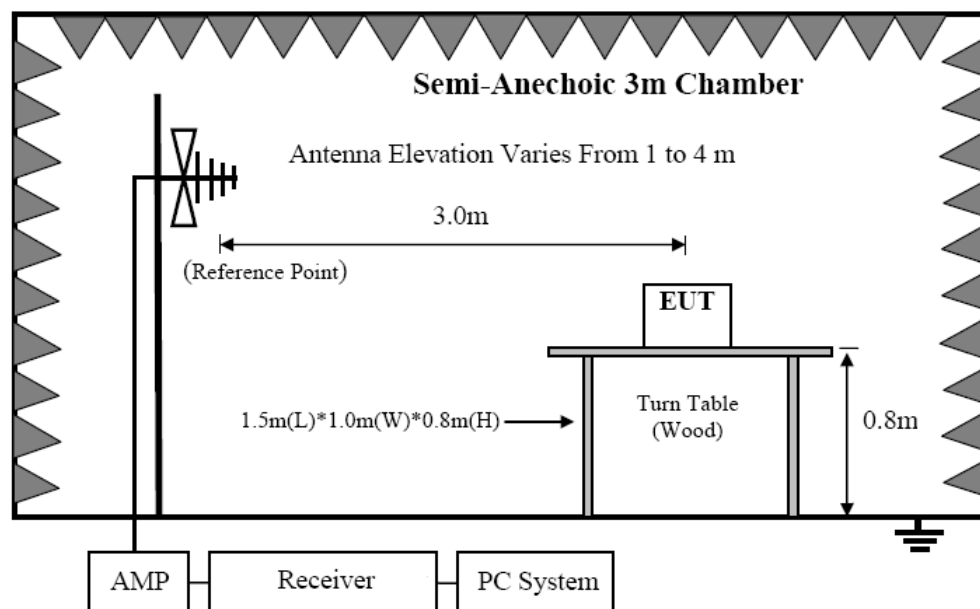 Semi-Anechoic 3m Chamber
Antenna Elevation Varies From 1 to 4 m
3.0m
(Reference Point)
EUT
1.5m(L)*1.0m(W)*0.8m(H)
Turn Table
(Wood)
0.8m
AMP
Receiver
PC System